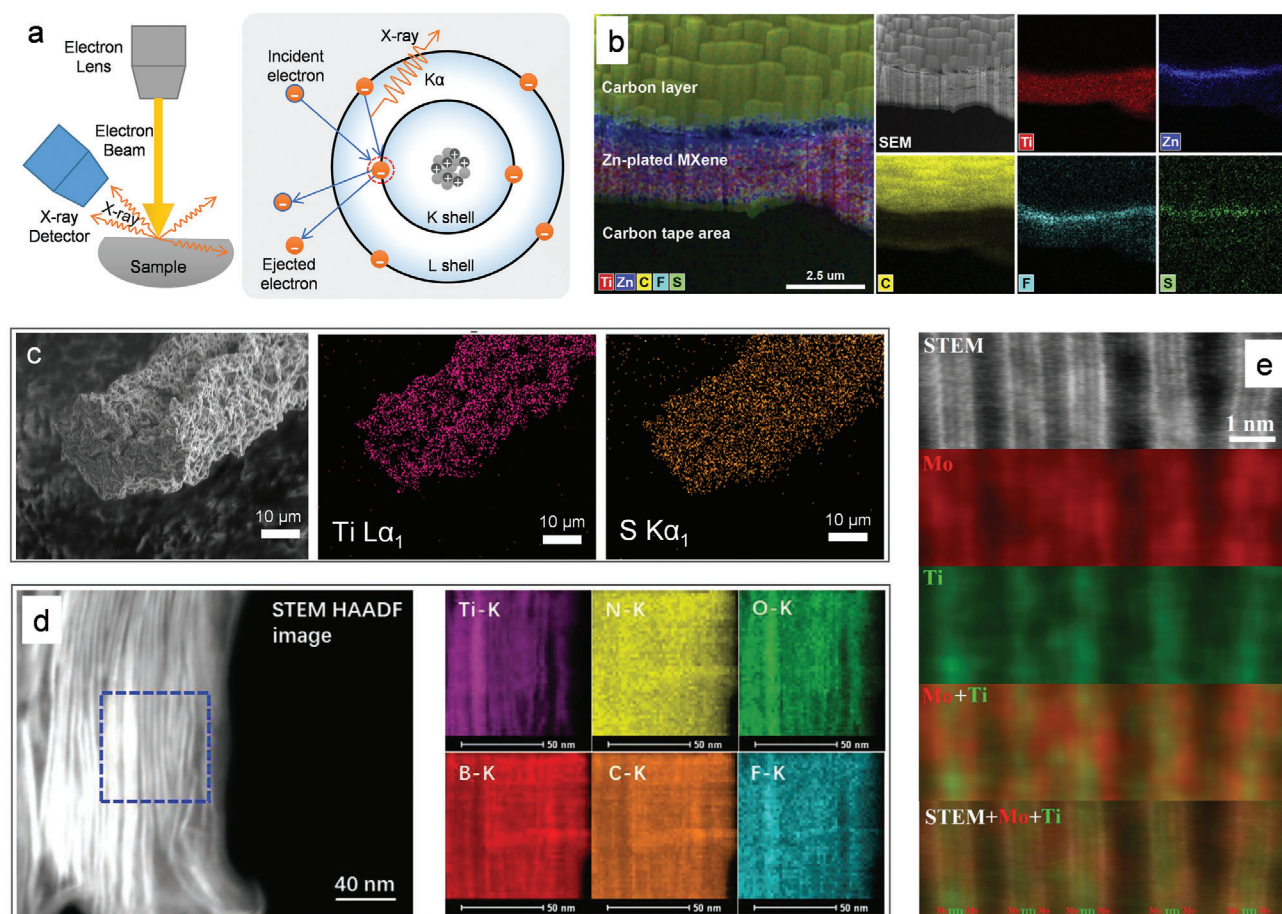 a
Electron
Lens
Electron
Beam
X-ray
X-ray
Detector
Sample
X-ray
Incident
electron
Kα
K shell
L shell
Ejected
electron
b
Carbon layer
Zn-plated MXene
Carbon tape area
Ti Zn C F S
2.5 um
SEM
Ti
Zn
C
F
S
c
10 µm
Ti Lα1
10 µm
S Kα1
10 µm
d
STEM HAADF
image
40 nm
Ti-K
50 nm
N-K
50 nm
O-K
50 nm
B-K
50 nm
C-K
50 nm
F-K
50 nm
STEM
e
1 nm
Mo
Ti
Mo+Ti
STEM+Mo+Ti